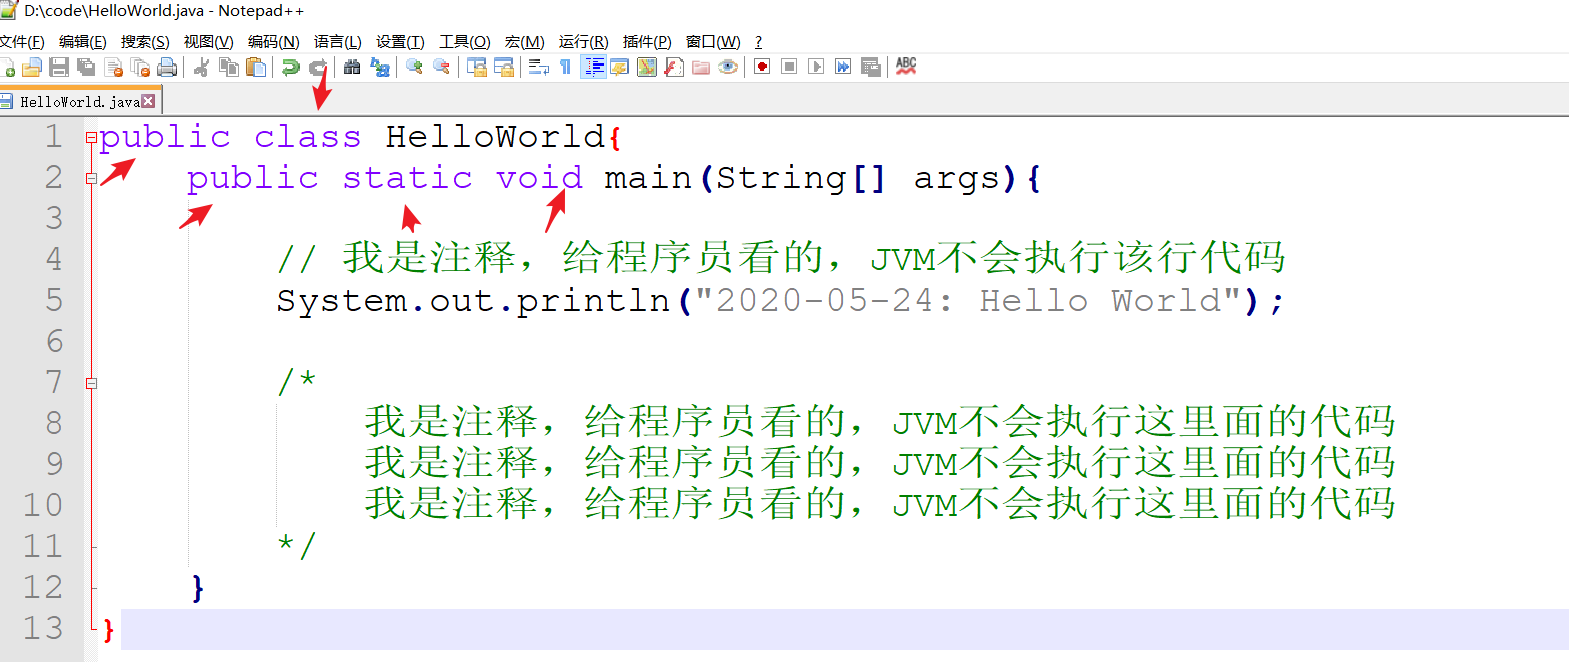 D:\code\HelloWorld.java - Notepad++
文件(F) 编辑(E) 搜索(S) 视图(V) 编码(N) 语言(L) 设置(T) 工具(O) 宏(M) 运行(R) 插件(P) 窗口(W) ?
ABC
HelloWorld.java
1 public class HelloWorld{
2 public static void main(String[] args){
3
4 // 我是注释，给程序员看的，JVM不会执行该行代码
5 System.out.println("2020-05-24: Hello World");
6
7 /*
8 我是注释，给程序员看的，JVM不会执行这里面的代码
9 我是注释，给程序员看的，JVM不会执行这里面的代码
10 我是注释，给程序员看的，JVM不会执行这里面的代码
11 */
12 }
13 }